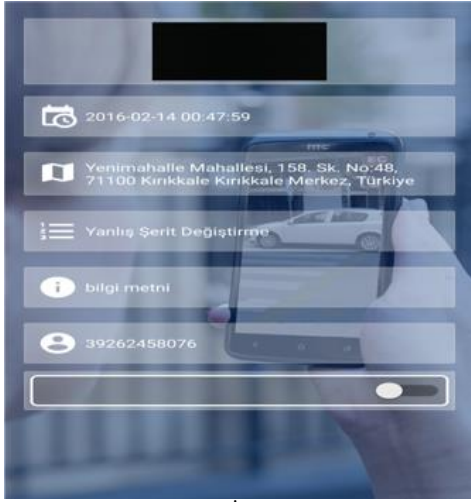 2016-02-14 00:47:59
Yenimahalle Mahallesi, 158. Sk. No:48,
71100 Kırıkkale Kırıkkale Merkez, Türkiye
Yanlış Şerit Değiştirme
bilgi metni
39262458076
hTC